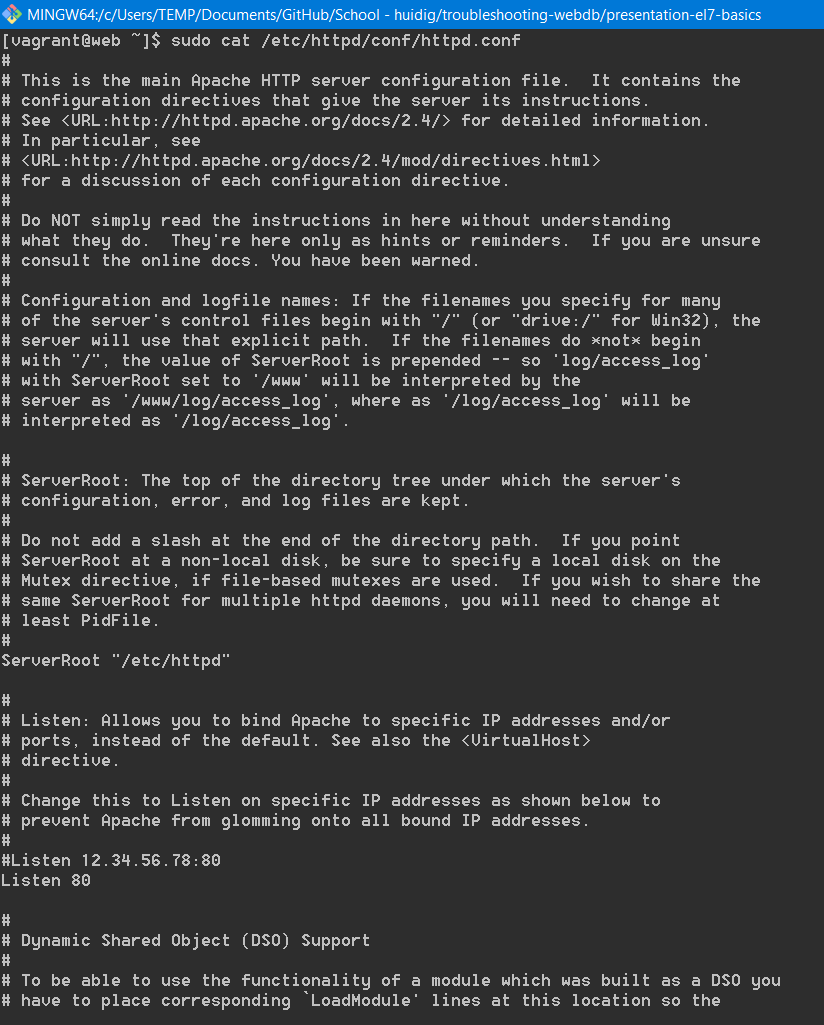 MINGW64:/c/Users/TEMP/Documents/GitHub/School - huidig/troubleshooting-webdb/presentation-el7-basics
[vagrant@web ~]$ sudo cat /etc/httpd/conf/httpd.conf
#
# This is the main Apache HTTP server configuration file.  It contains the
# configuration directives that give the server its instructions.
# See <URL:http://httpd.apache.org/docs/2.4/> for detailed information.
# In particular, see
# <URL:http://httpd.apache.org/docs/2.4/mod/directives.html>
# for a discussion of each configuration directive.
#
# Do NOT simply read the instructions in here without understanding
# what they do.  They're here only as hints or reminders.  If you are unsure
# consult the online docs. You have been warned.
#
# Configuration and logfile names: If the filenames you specify for many
# of the server's control files begin with "/" (or "drive:/" for Win32), the
# server will use that explicit path.  If the filenames do *not* begin
# with "/", the value of ServerRoot is prepended -- so 'log/access_log'
# with ServerRoot set to '/www' will be interpreted by the
# server as '/www/log/access_log', where as '/log/access_log' will be
# interpreted as '/log/access_log'.

#
# ServerRoot: The top of the directory tree under which the server's
# configuration, error, and log files are kept.
#
# Do not add a slash at the end of the directory path.  If you point
# ServerRoot at a non-local disk, be sure to specify a local disk on the
# Mutex directive, if file-based mutexes are used.  If you wish to share the
# same ServerRoot for multiple httpd daemons, you will need to change at
# least PidFile.
#
ServerRoot "/etc/httpd"

#
# Listen: Allows you to bind Apache to specific IP addresses and/or
# ports, instead of the default. See also the <VirtualHost>
# directive.
#
# Change this to Listen on specific IP addresses as shown below to
# prevent Apache from glomming onto all bound IP addresses.
#
#Listen 12.34.56.78:80
Listen 80

#
# Dynamic Shared Object (DSO) Support
#
# To be able to use the functionality of a module which was built as a DSO you
# have to place corresponding `LoadModule' lines at this location so the